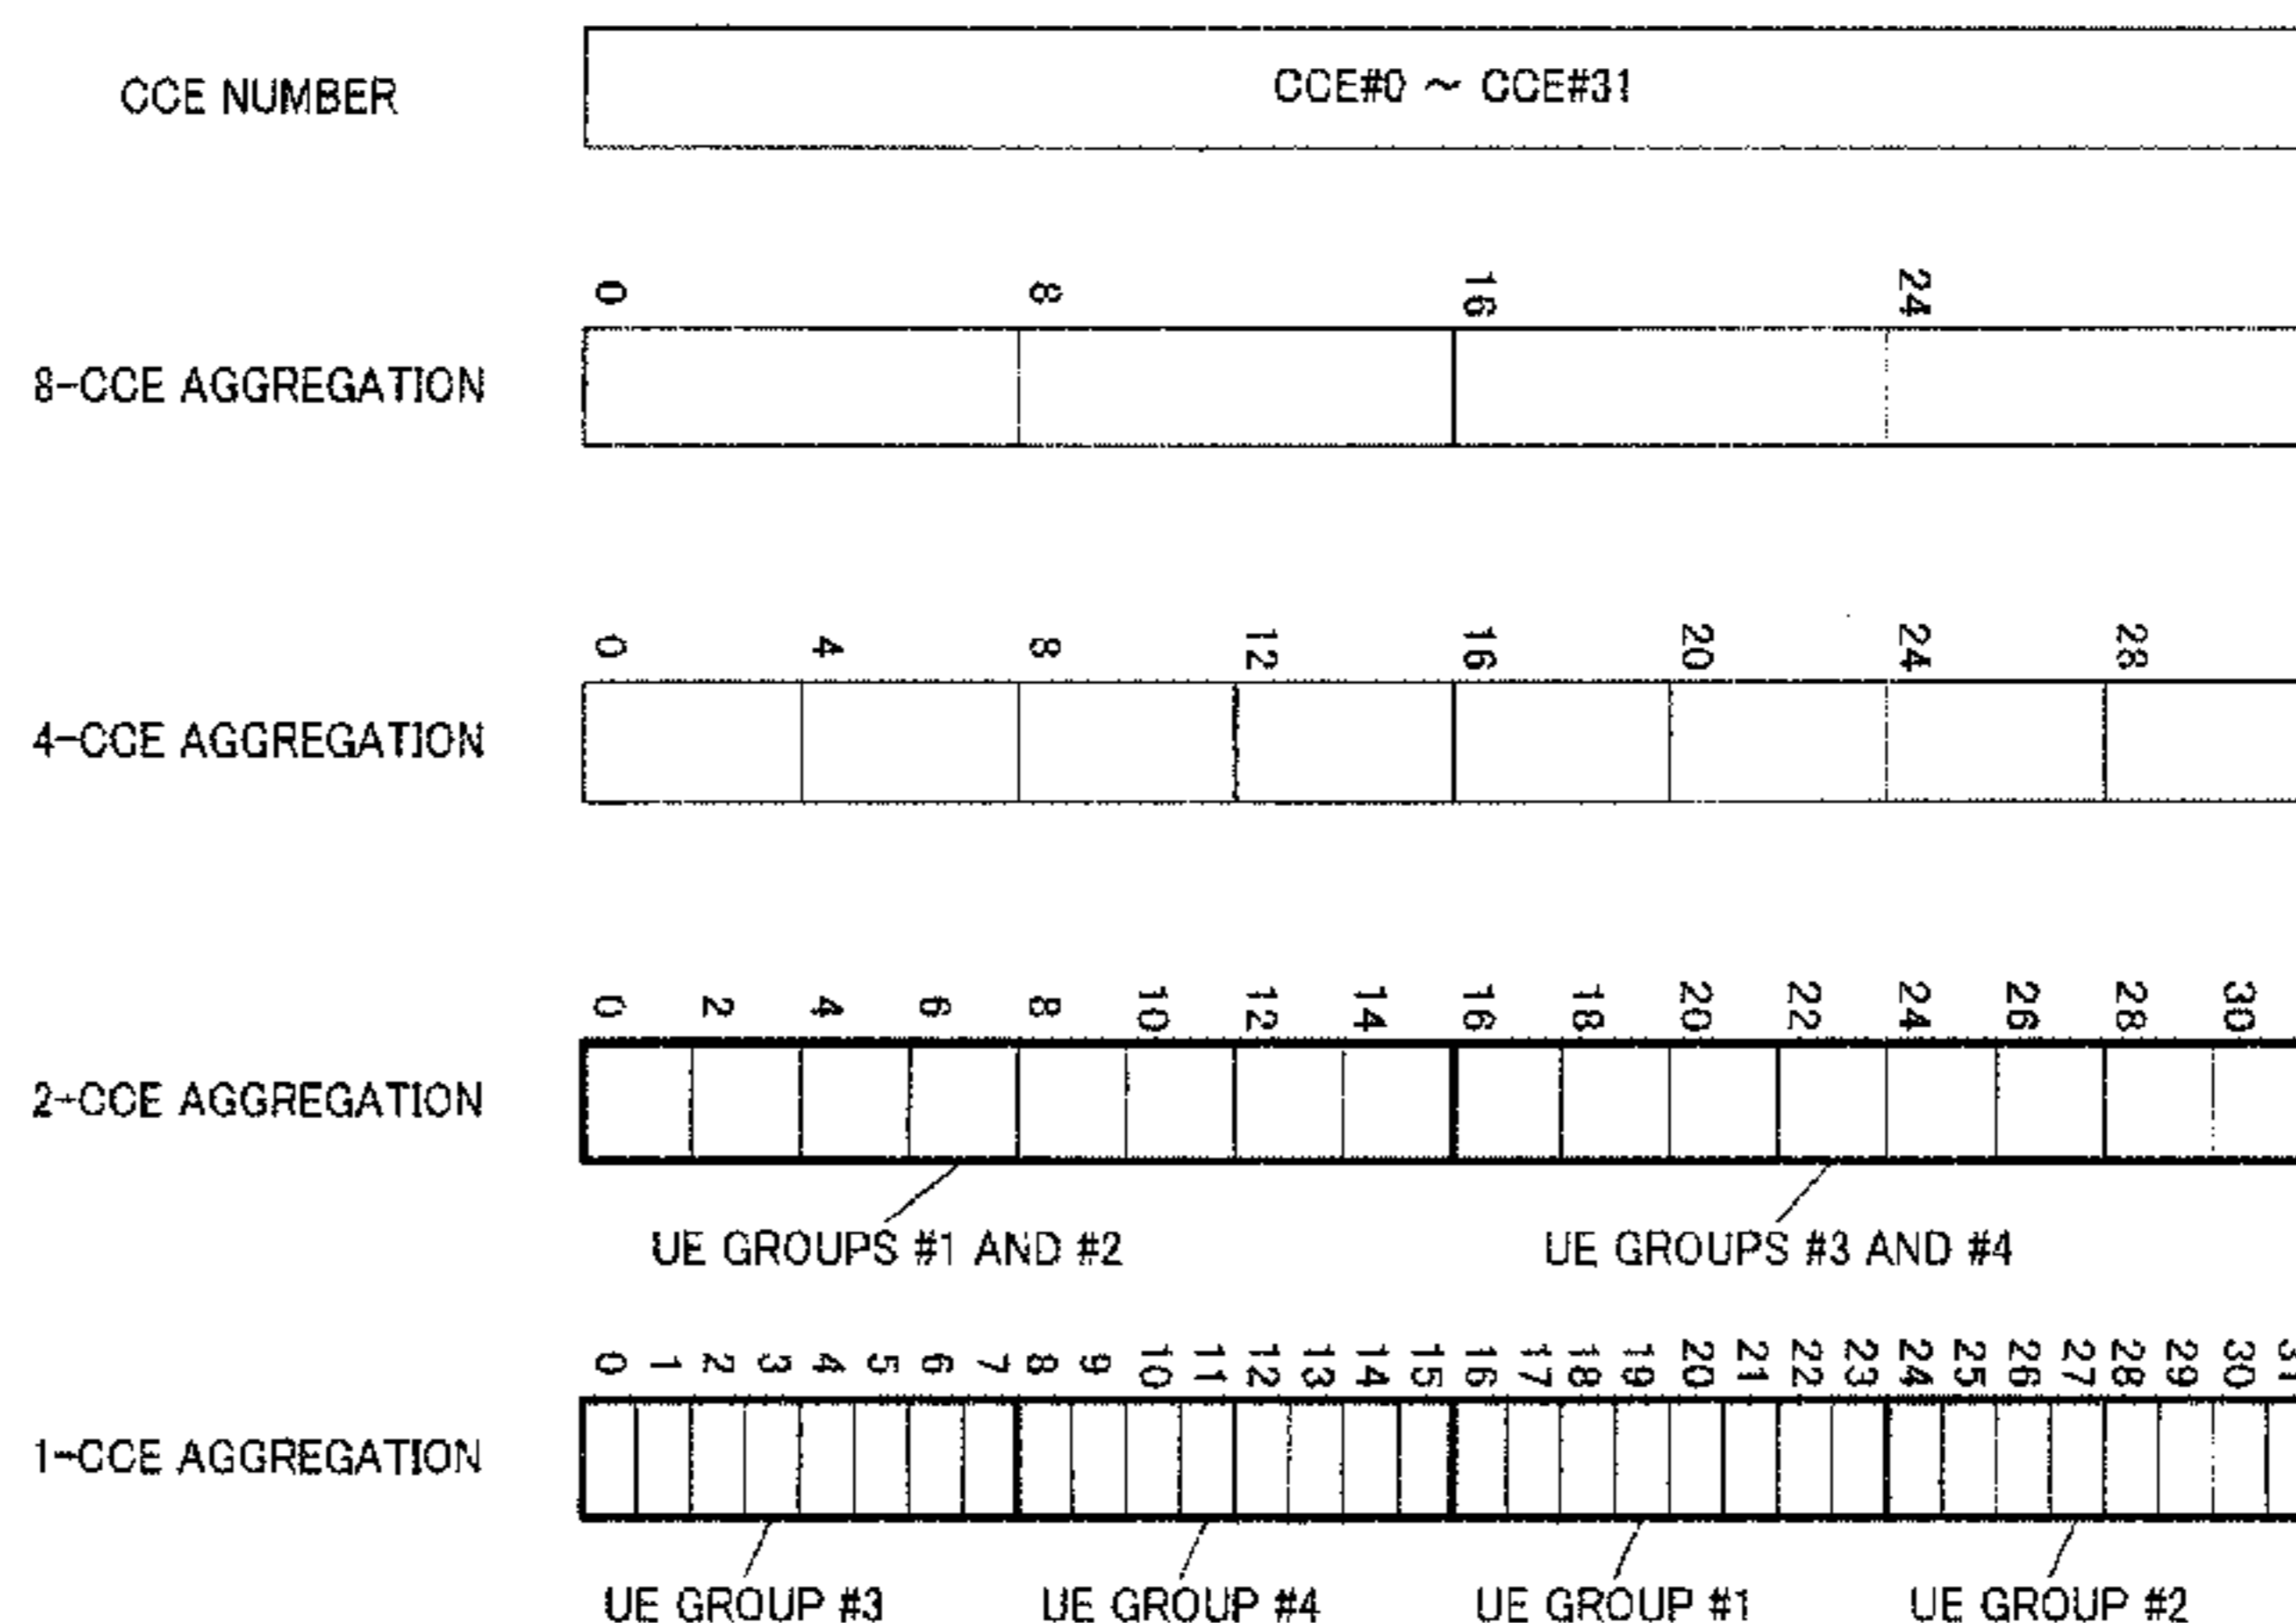 CCE NUMBER
CCE#0 ~ CCE#31
0 8 16 24
8-CCE AGGREGATION
0 4 8 12 16 20 24 28
4-CCE AGGREGATION
0 2 4 6 8 10 12 14 16 18 20 22 24 26 28 30
2-CCE AGGREGATION
UE GROUPS #1 AND #2
UE GROUPS #3 AND #4
0 1 2 3 4 5 6 7 8 9 10 11 12 13 14 15 16 17 18 19 20 21 22 23 24 25 26 27 28 29 30 31
1-CCE AGGREGATION
UE GROUP #3
UE GROUP #4
UE GROUP #1
UE GROUP #2